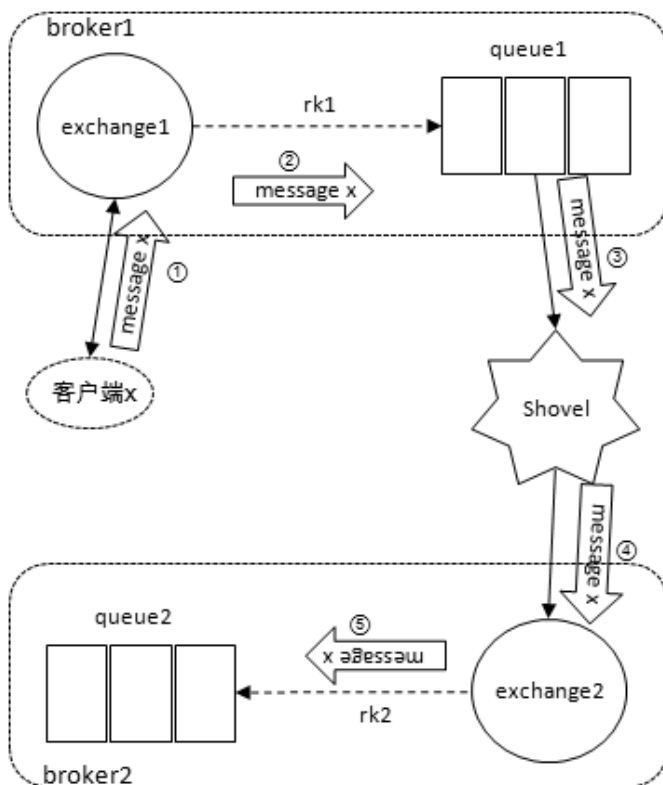 broker1
queue1
exchange1
rk1
②
message x
message x
①
message x
③
客户端x
Shovel
message x
④
queue2
⑤
message x
exchange2
rk2
broker2